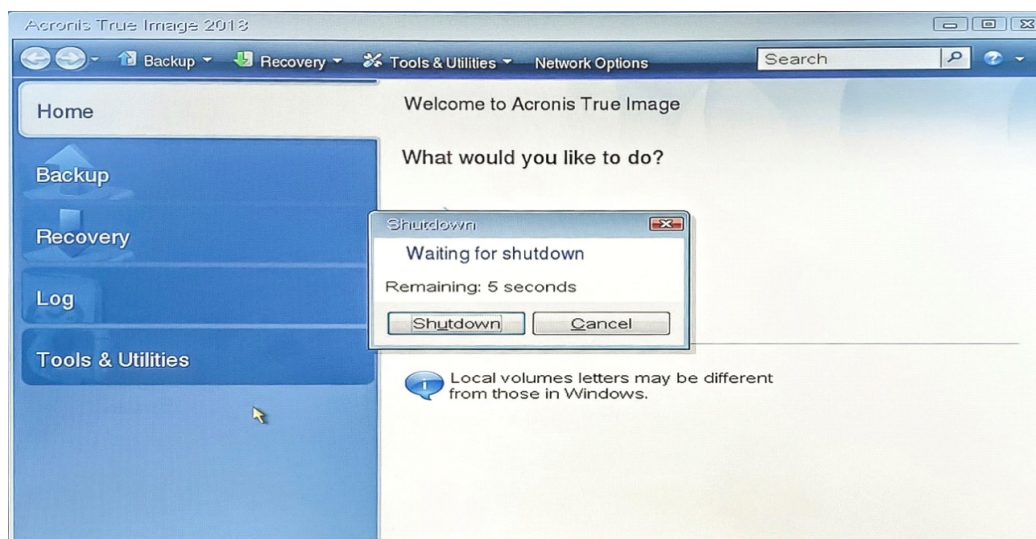 Acronis True Image 2018
Backup Recovery Tools & Utilities Network Options Search
Home
Backup
Recovery
Log
Tools & Utilities
Welcome to Acronis True Image
What would you like to do?
Shutdown
Waiting for shutdown
Remaining: 5 seconds
Shutdown Cancel
Local volumes letters may be different
from those in Windows.